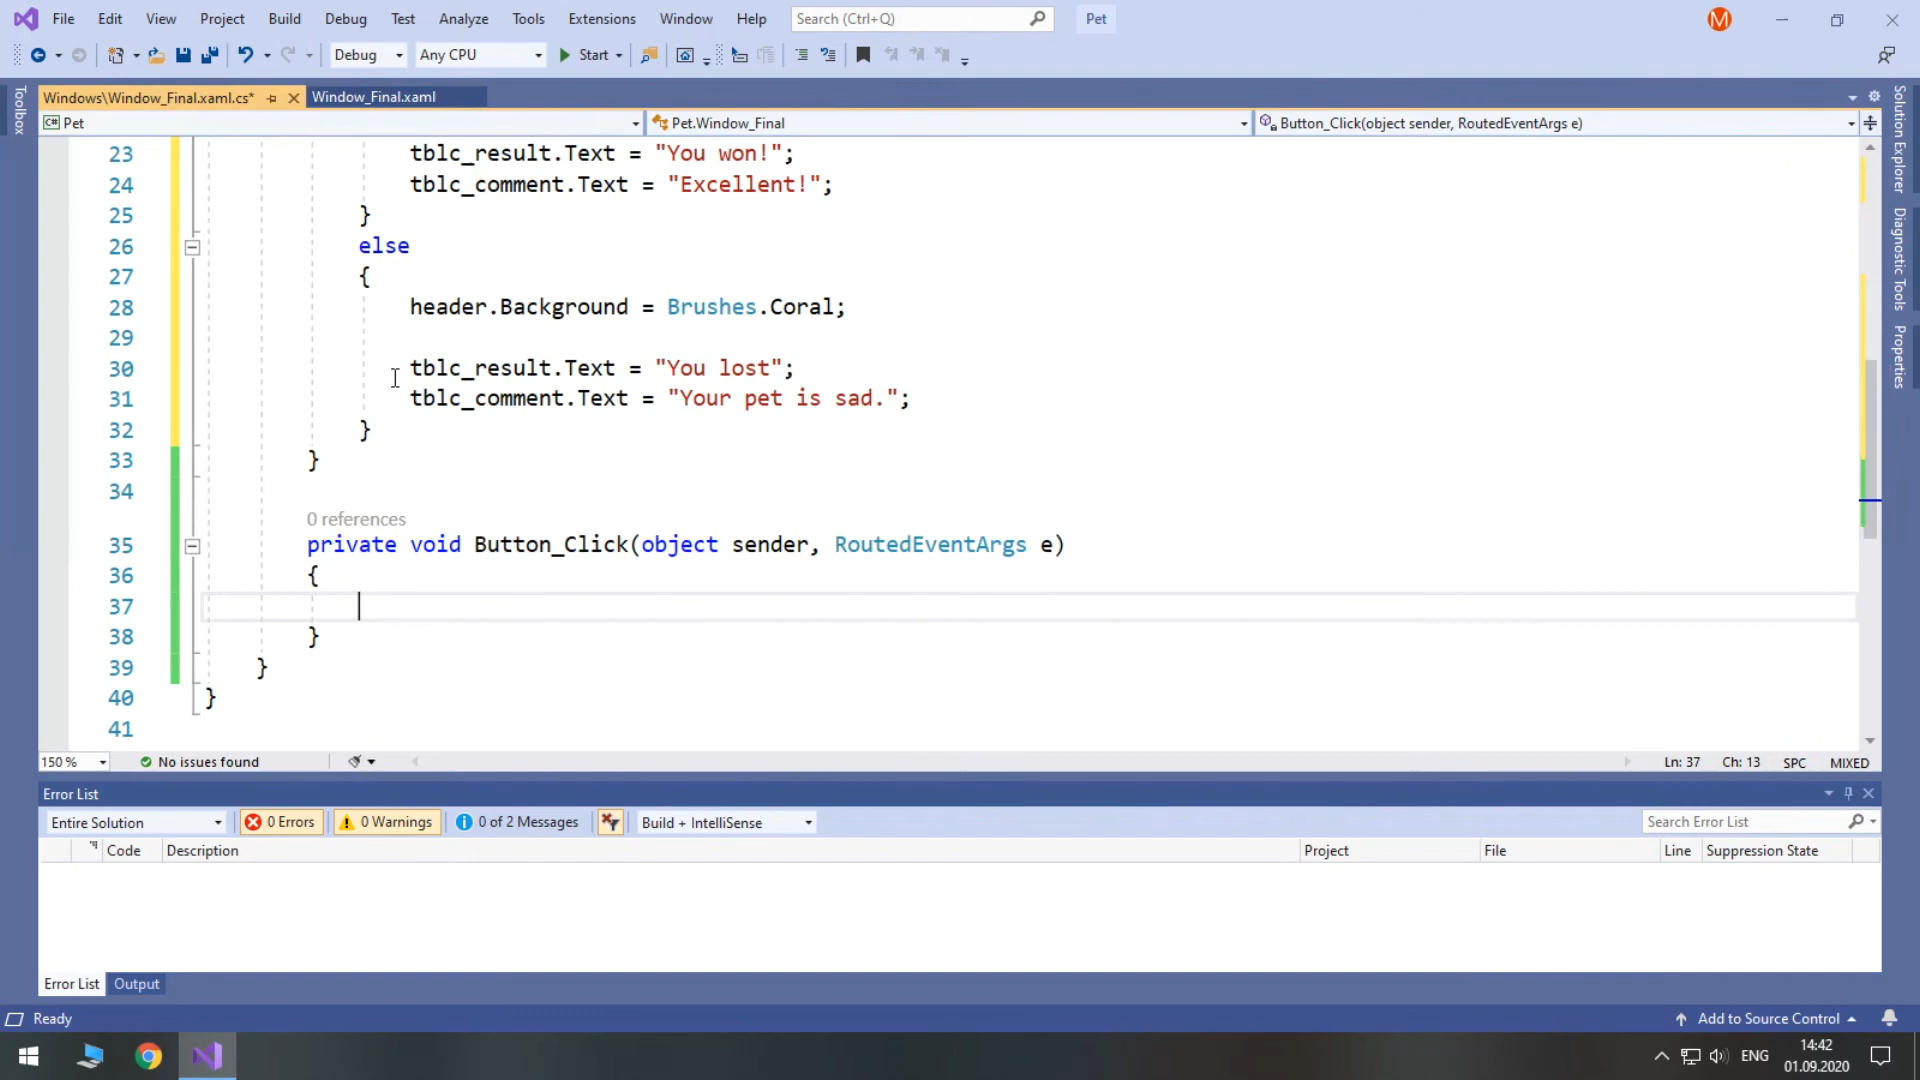 File Edit View Project Build Debug Test Analyze Tools Extensions Window Help Search (Ctrl+Q) Pet M
Debug Any CPU Start
Toolbox
Windows\Window_Final.xaml.cs* Window_Final.xaml
C# Pet Pet.Window_Final Button_Click(object sender, RoutedEventArgs e)
23 tblc_result.Text = "You won!";
24 tblc_comment.Text = "Excellent!";
25 }
26 else
27 {
28 header.Background = Brushes.Coral;
29
30 tblc_result.Text = "You lost";
31 tblc_comment.Text = "Your pet is sad.";
32 }
33 }
34
0 references
35 private void Button_Click(object sender, RoutedEventArgs e)
36 {
37
38 }
39 }
40 }
41
Solution Explorer
Diagnostic Tools
Properties
150 % No issues found Ln: 37 Ch: 13 SPC MIXED
Error List
Entire Solution 0 Errors 0 Warnings 0 of 2 Messages Build + IntelliSense Search Error List
Code Description Project File Line Suppression State
Error List Output
Ready Add to Source Control
ENG 14:42
01.09.2020